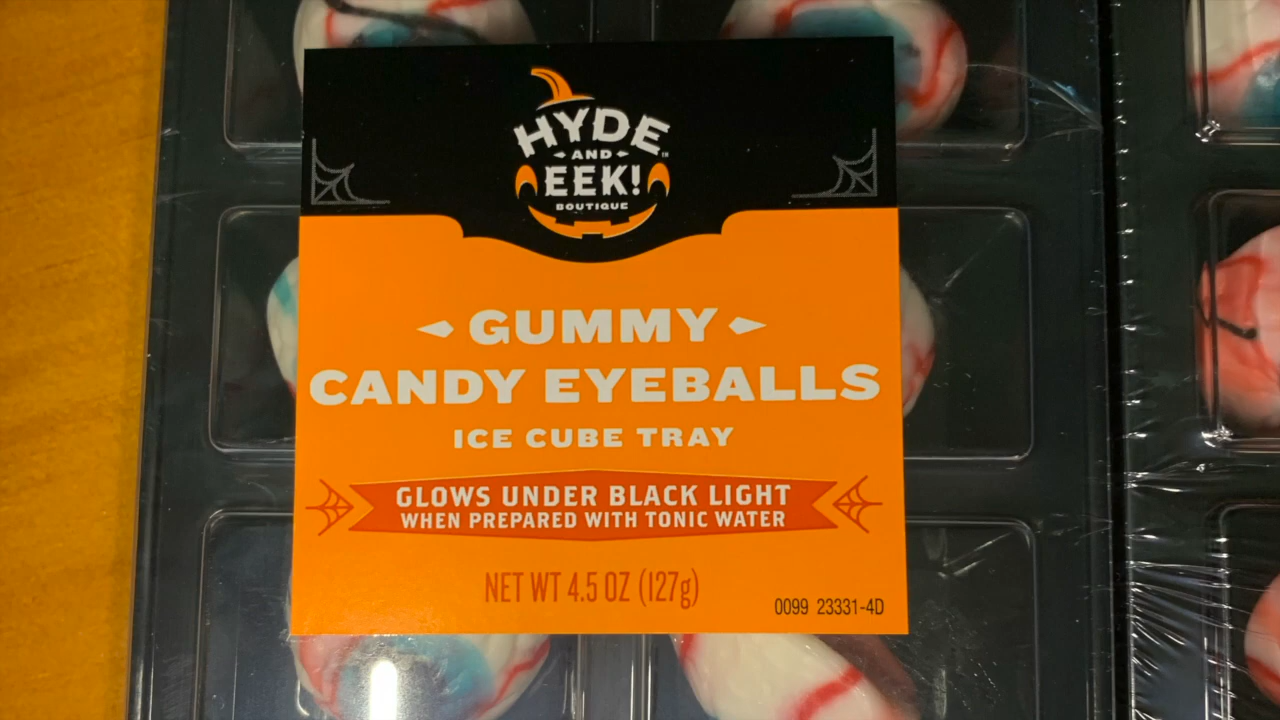 HYDE
AND
EEK!
BOUTIQUE
GUMMY
CANDY EYEBALLS
ICE CUBE TRAY
GLOWS UNDER BLACK LIGHT
WHEN PREPARED WITH TONIC WATER
NET WT 4.5 OZ (127g)
0099 23331-4D